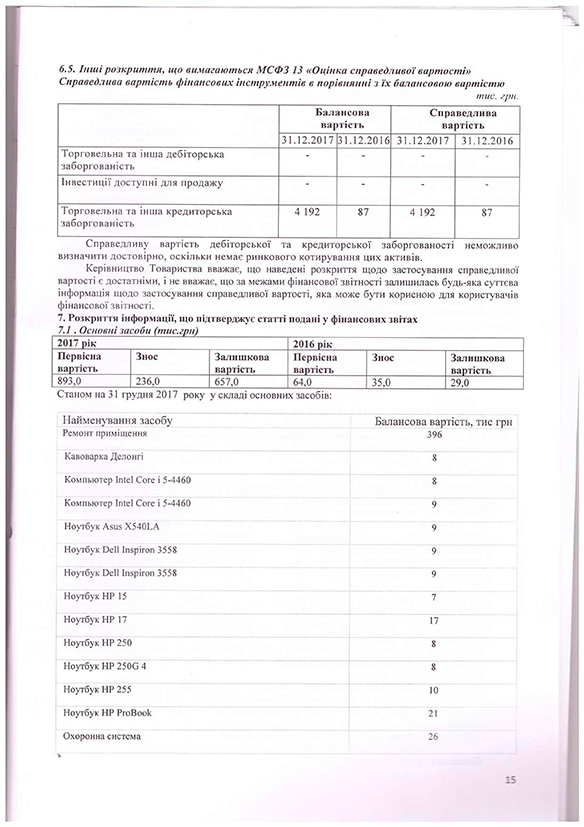 6.5. Інші розкриття, що вимагаються МСФЗ 13 «Оцінка справедливої вартості»
Справедлива вартість фінансових інструментів в порівнянні з їх балансовою вартістю
тис. грн.
Балансова вартість Справедлива вартість
31.12.2017 31.12.2016 31.12.2017 31.12.2016
Торговельна та інша дебіторська заборгованість - - - -
Інвестиції доступні для продажу - - - -
Торговельна та інша кредиторська заборгованість 4 192 87 4 192 87
Справедливу вартість дебіторської та кредиторської заборгованості неможливо
визначити достовірно, оскільки немає ринкового котирування цих активів.
Керівництво Товариства вважає, що наведені розкриття щодо застосування справедливої
вартості є достатніми, і не вважає, що за межами фінансової звітності залишилась будь-яка суттєва
інформація щодо застосування справедливої вартості, яка може бути корисною для користувачів
фінансової звітності.
7. Розкриття інформації, що підтверджує статті подані у фінансових звітах
7.1 . Основні засоби (тис.грн)
2017 рік 2016 рік
Первісна вартість Знос Залишкова вартість Первісна вартість Знос Залишкова вартість
893,0 236,0 657,0 64,0 35,0 29,0
Станом на 31 грудня 2017 року у складі основних засобів:
Найменування засобу Балансова вартість, тис грн
Ремонт приміщення 396
Кавоварка Делонгі 8
Компьютер Intel Core i 5-4460 8
Компьютер Intel Core i 5-4460 9
Ноутбук Asus X540LA 9
Ноутбук Dell Inspiron 3558 9
Ноутбук Dell Inspiron 3558 9
Ноутбук HP 15 7
Ноутбук HP 17 17
Ноутбук HP 250 8
Ноутбук HP 250G 4 8
Ноутбук HP 255 10
Ноутбук HP ProBook 21
Охоронна система 26
15